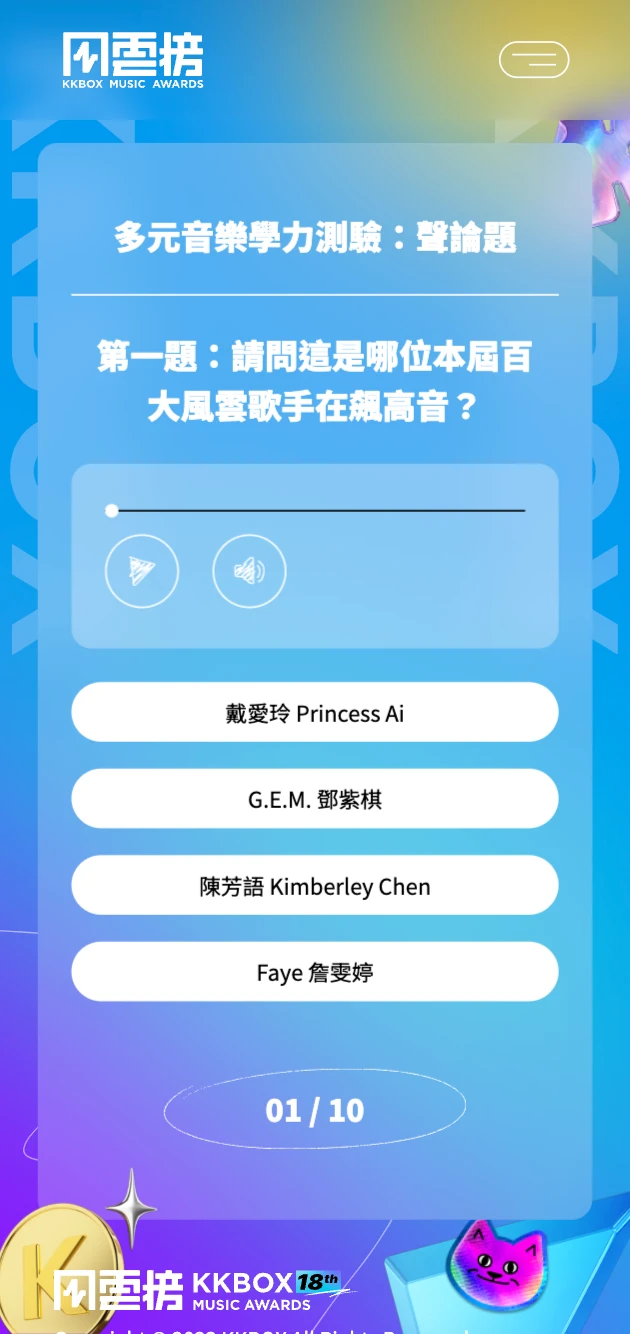 風雲榜
KKBOX MUSIC AWARDS
多元音樂學力測驗：聲論題
第一題：請問這是哪位本屆百
大風雲歌手在飆高音？
戴愛玲 Princess Ai
G.E.M. 鄧紫棋
陳芳語 Kimberley Chen
Faye 詹雯婷
01 / 10
風雲榜 KKBOX 18th
MUSIC AWARDS